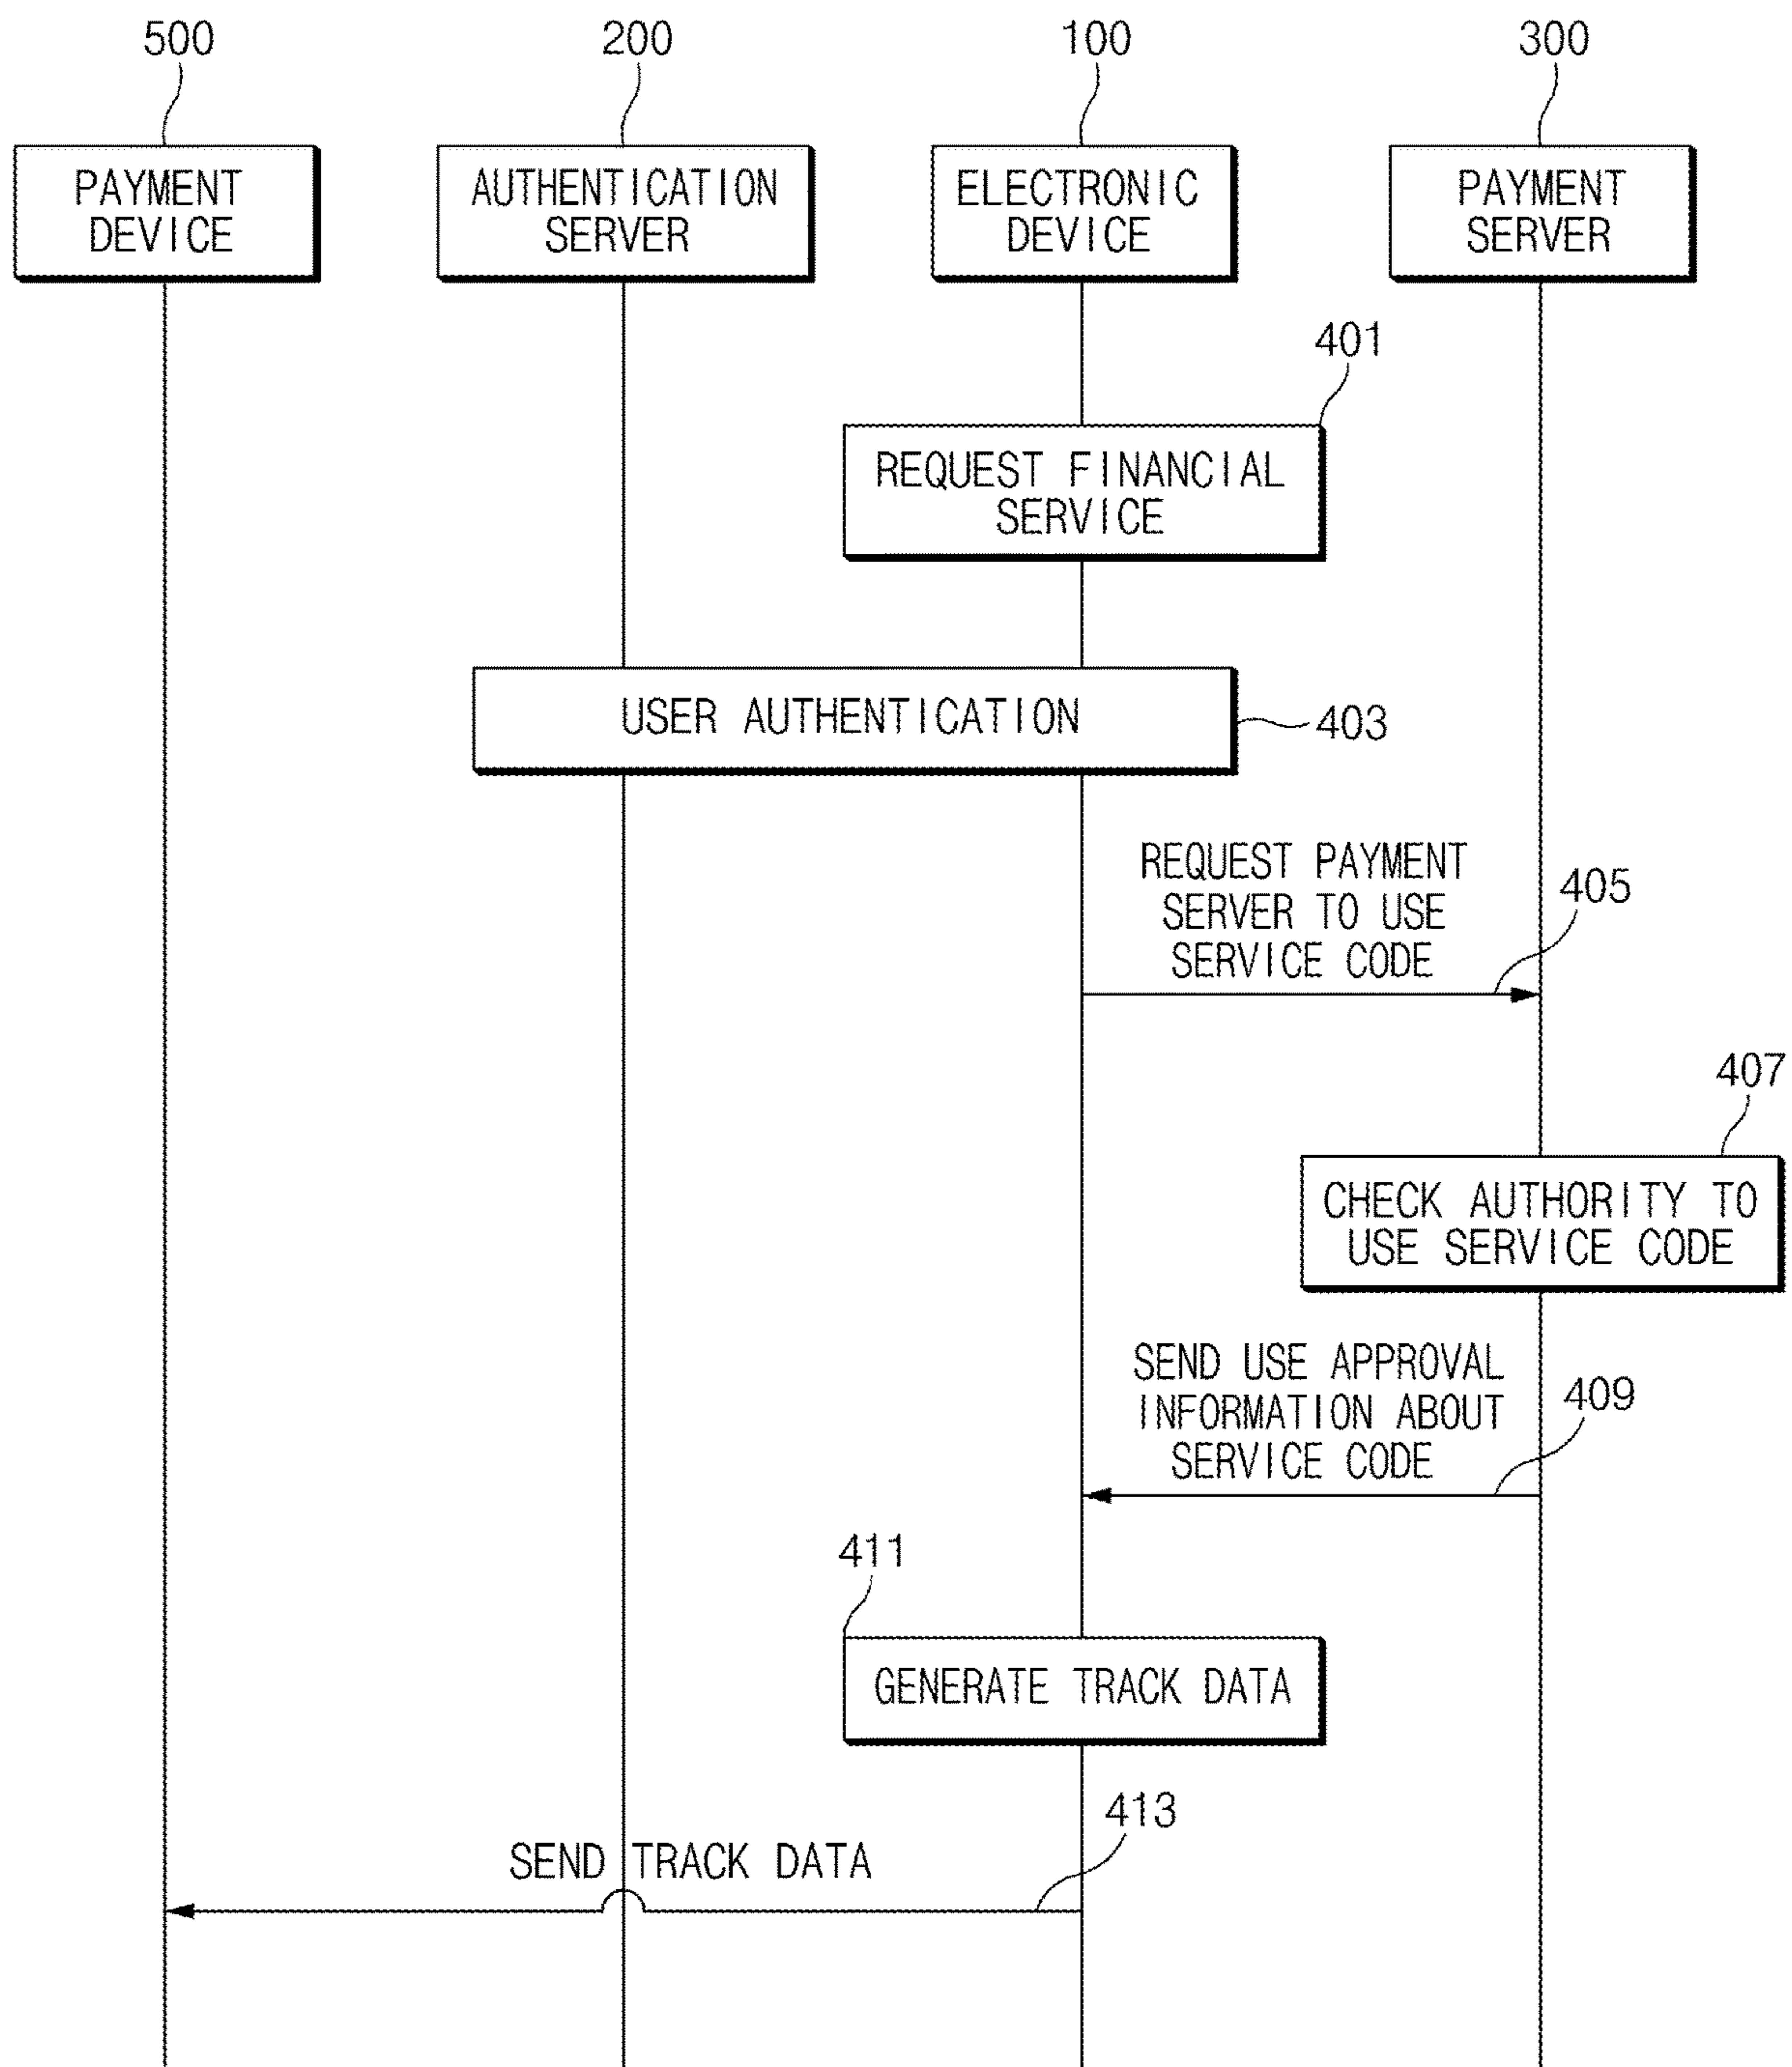 500
200
100
300
PAYMENT
DEVICE
AUTHENTICATION
SERVER
ELECTRONIC
DEVICE
PAYMENT
SERVER
401
REQUEST FINANCIAL
SERVICE
USER AUTHENTICATION
403
REQUEST PAYMENT
SERVER TO USE
SERVICE CODE
405
407
CHECK AUTHORITY TO
USE SERVICE CODE
SEND USE APPROVAL
INFORMATION ABOUT
SERVICE CODE
409
411
GENERATE TRACK DATA
413
SEND TRACK DATA